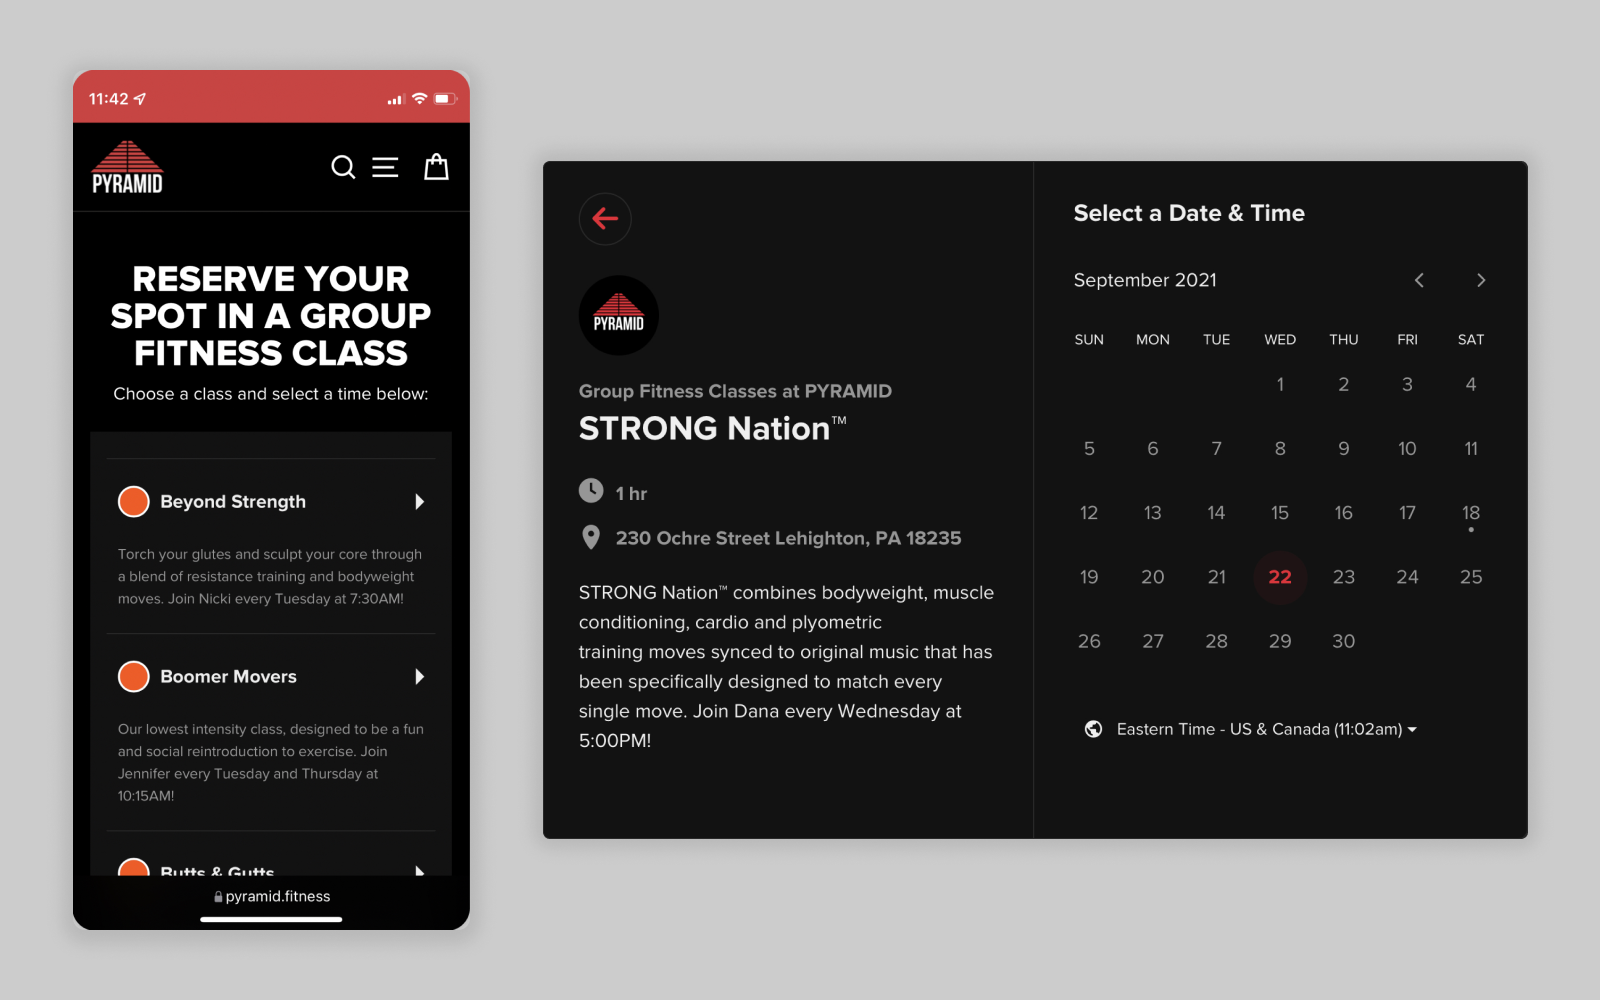 11:42
PYRAMID
RESERVE YOUR
SPOT IN A GROUP
FITNESS CLASS
Choose a class and select a time below:
Beyond Strength
Torch your glutes and sculpt your core through
a blend of resistance training and bodyweight
moves. Join Nicki every Tuesday at 7:30AM!
Boomer Movers
Our lowest intensity class, designed to be a fun
and social reintroduction to exercise. Join
Jennifer every Tuesday and Thursday at
10:15AM!
Butts & Gutts
pyramid.fitness
PYRAMID
Group Fitness Classes at PYRAMID
STRONG Nation™
1 hr
230 Ochre Street Lehighton, PA 18235
STRONG Nation™ combines bodyweight, muscle
conditioning, cardio and plyometric
training moves synced to original music that has
been specifically designed to match every
single move. Join Dana every Wednesday at
5:00PM!
Select a Date & Time
September 2021
SUN MON TUE WED THU FRI SAT
1 2 3 4
5 6 7 8 9 10 11
12 13 14 15 16 17 18
19 20 21 22 23 24 25
26 27 28 29 30
Eastern Time - US & Canada (11:02am)